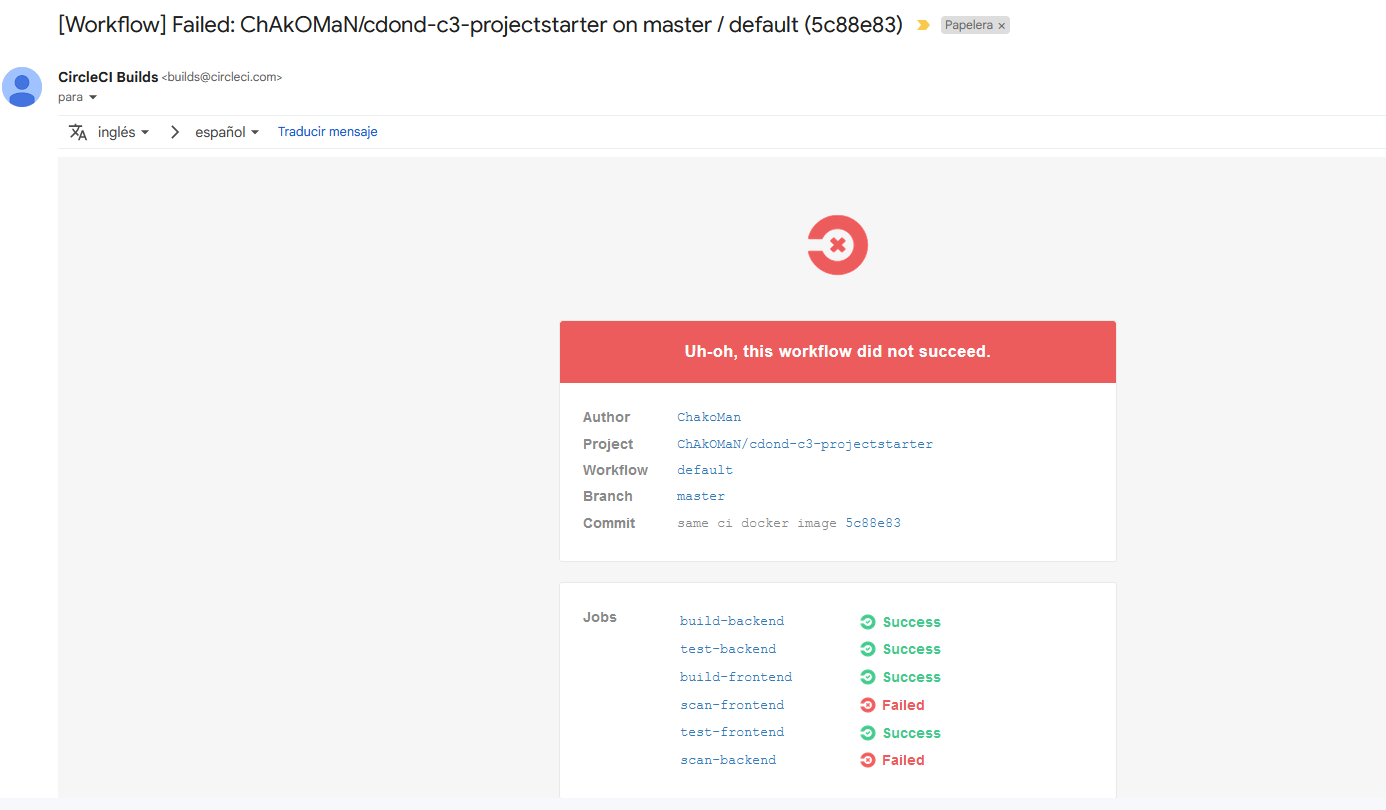 [Workflow] Failed: ChAkOMaN/cdond-c3-projectstarter on master / default (5c88e83) Papelera ×
CircleCI Builds <builds@circleci.com>
para
inglés español Traducir mensaje
Uh-oh, this workflow did not succeed.
Author ChakoMan
Project ChAkOMaN/cdond-c3-projectstarter
Workflow default
Branch master
Commit same ci docker image 5c88e83
Jobs build-backend Success
test-backend Success
build-frontend Success
scan-frontend Failed
test-frontend Success
scan-backend Failed